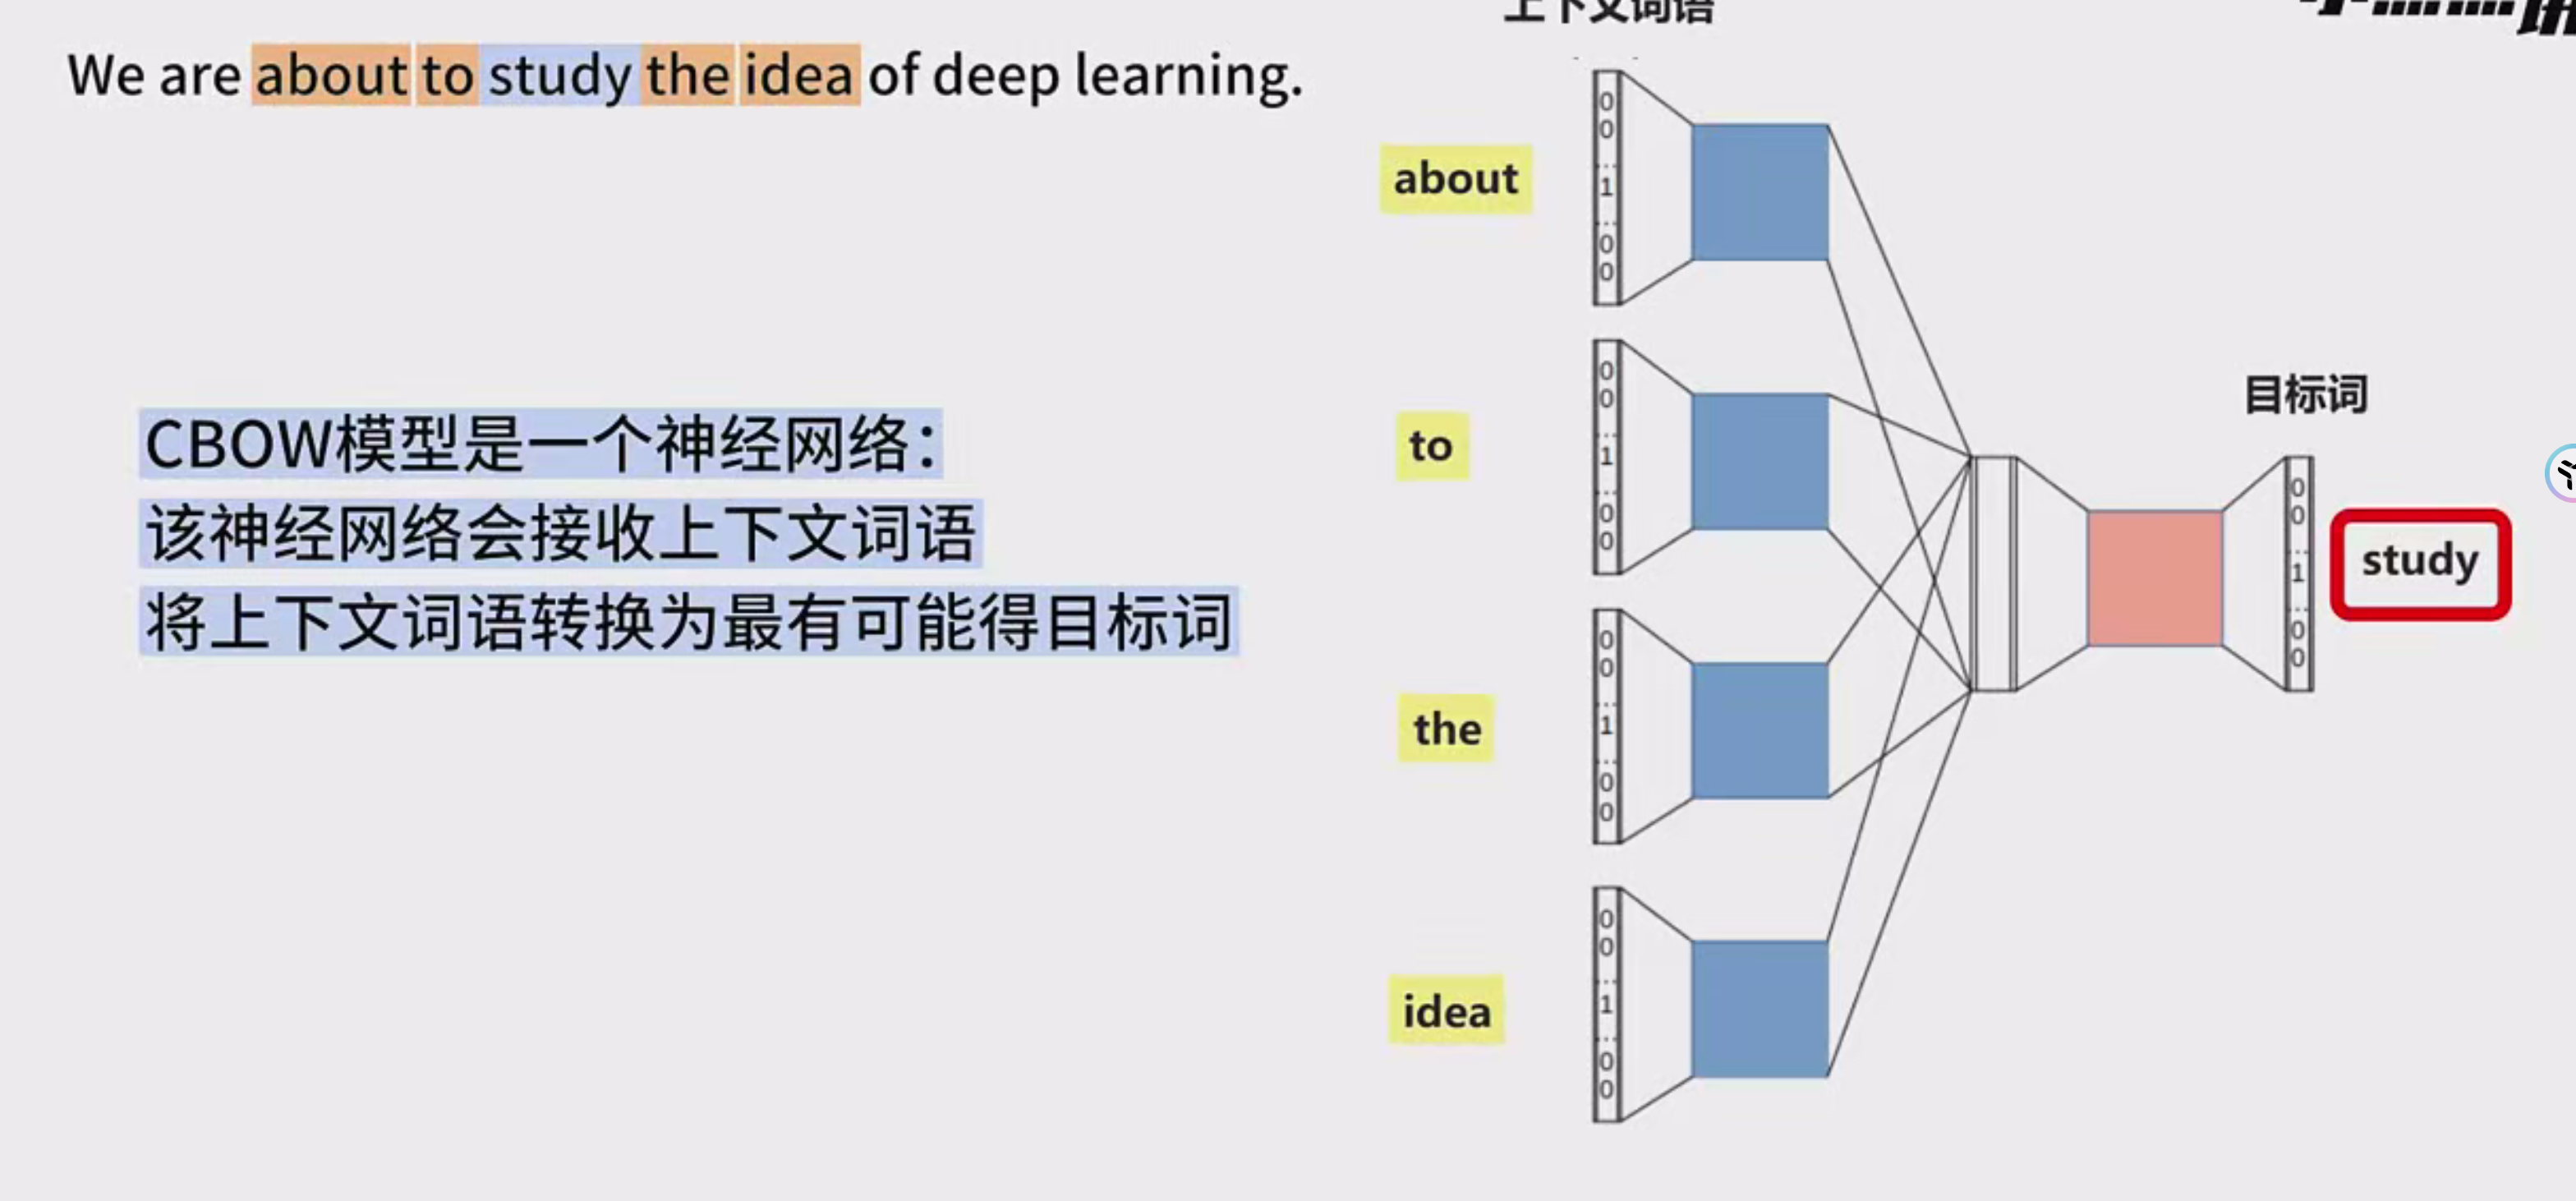 上下文词语
We are about to study the idea of deep learning.
about
to
the
idea
CBOW模型是一个神经网络：
该神经网络会接收上下文词语
将上下文词语转换为最有可能得目标词
目标词
study
0
0
1
0
0
0
0
1
0
0
0
0
1
0
0
0
0
1
0
0
0
0
1
0
0